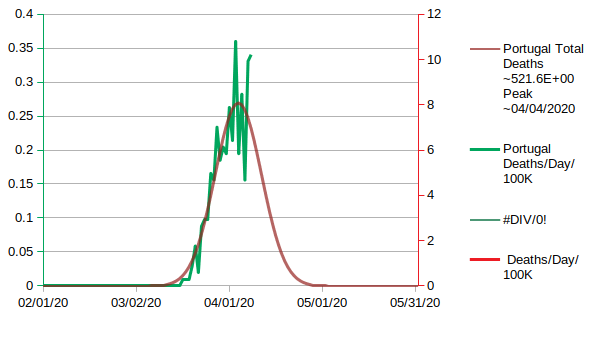 0.4
0.35
0.3
0.25
0.2
0.15
0.1
0.05
0
12
10
8
6
4
2
0
02/01/20 03/02/20 04/01/20 05/01/20 05/31/20
Portugal Total
Deaths
~521.6E+00
Peak
~04/04/2020
Portugal
Deaths/Day/
100K
#DIV/0!
Deaths/Day/
100K